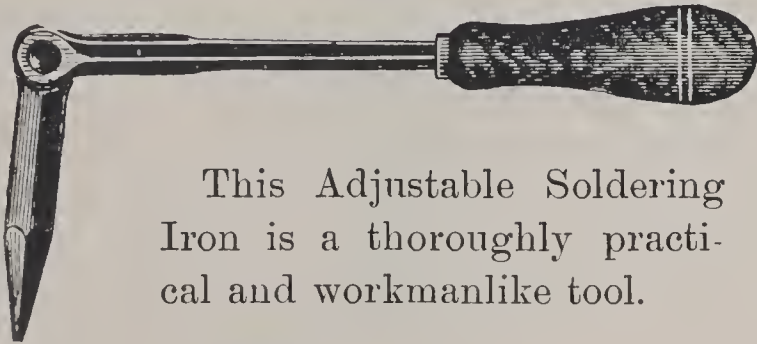 This Adjustable Soldering
Iron is a thoroughly practi-
cal and workmanlike tool.